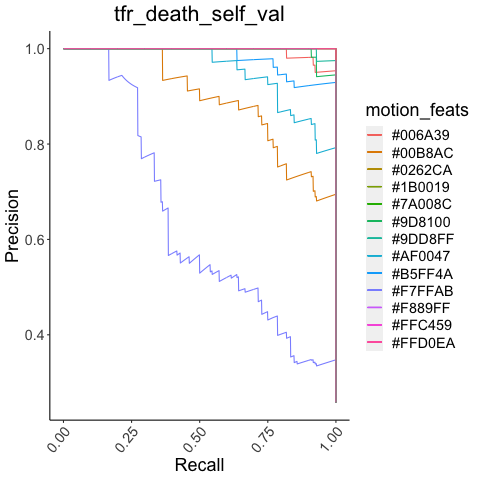 tfr_death_self_val
1.0
0.8
0.6
0.4
Precision
0.00
0.25
0.50
0.75
1.00
Recall
motion_feats
#006A39
#00B8AC
#0262CA
#1B0019
#7A008C
#9D8100
#9DD8FF
#AF0047
#B5FF4A
#F7FFAB
#F889FF
#FFC459
#FFD0EA